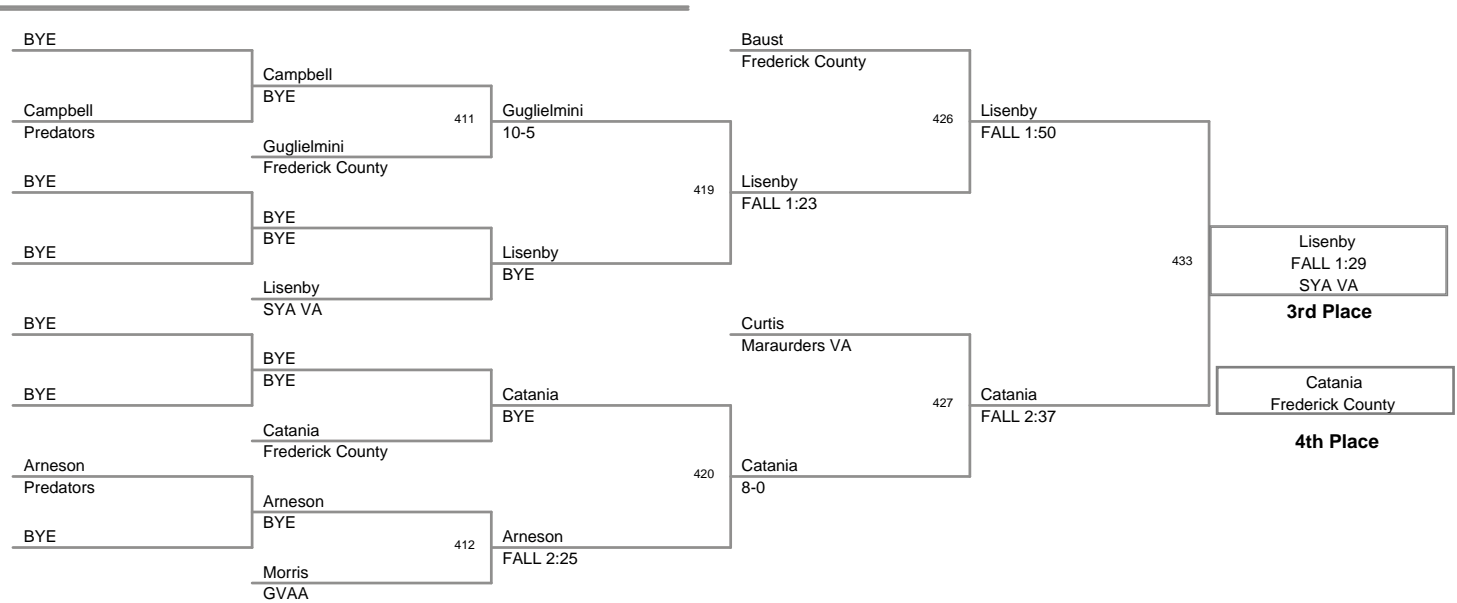 BYE
Campbell
Predators
BYE
BYE
BYE
BYE
Arneson
Predators
BYE
Campbell
BYE
411
Guglielmini
Frederick County
BYE
BYE
Lisenby
SYA VA
BYE
BYE
Catania
Frederick County
Arneson
BYE
412
Morris
GVAA
Guglielmini
10-5
419
Lisenby
BYE
Catania
BYE
420
Arneson
FALL 2:25
Baust
Frederick County
426
Lisenby
FALL 1:23
Curtis
Maraurders VA
427
Catania
8-0
Lisenby
FALL 1:50
433
Catania
FALL 2:37
Lisenby
FALL 1:29
SYA VA
3rd Place
Catania
Frederick County
4th Place